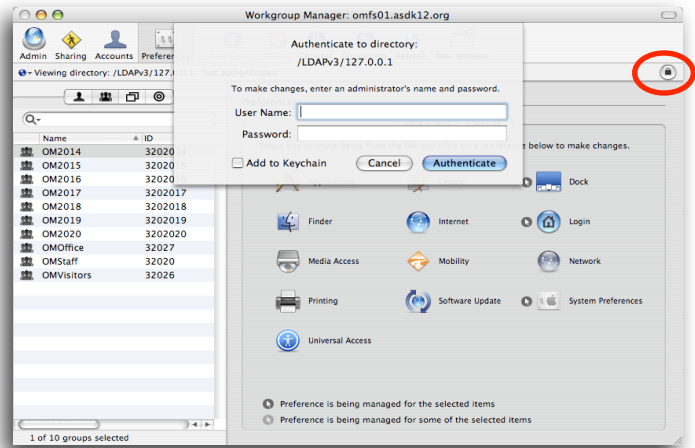 Workgroup Manager: omfs01.asdk12.org
Authenticate to directory:
/LDAPv3/127.0.0.1
Admin Sharing Accounts
Viewing directory: /LDAPv3/127
To make changes, enter an administrator's name and password.
User Name:
Password:
Add to Keychain Cancel Authenticate
below to make changes.
Name ID
OM2014
OM2015
OM2016
OM2017 3202017
OM2018 3202018
OM2019 3202019
OM2020 3202020
OMOffice 32027
OMStaff 32020
OMVisitors 32026
Dock
Finder Internet Login
Media Access Mobility Network
Printing Software Update System Preferences
Universal Access
Preference is being managed for the selected items
Preference is being managed for some of the selected items
1 of 10 groups selected